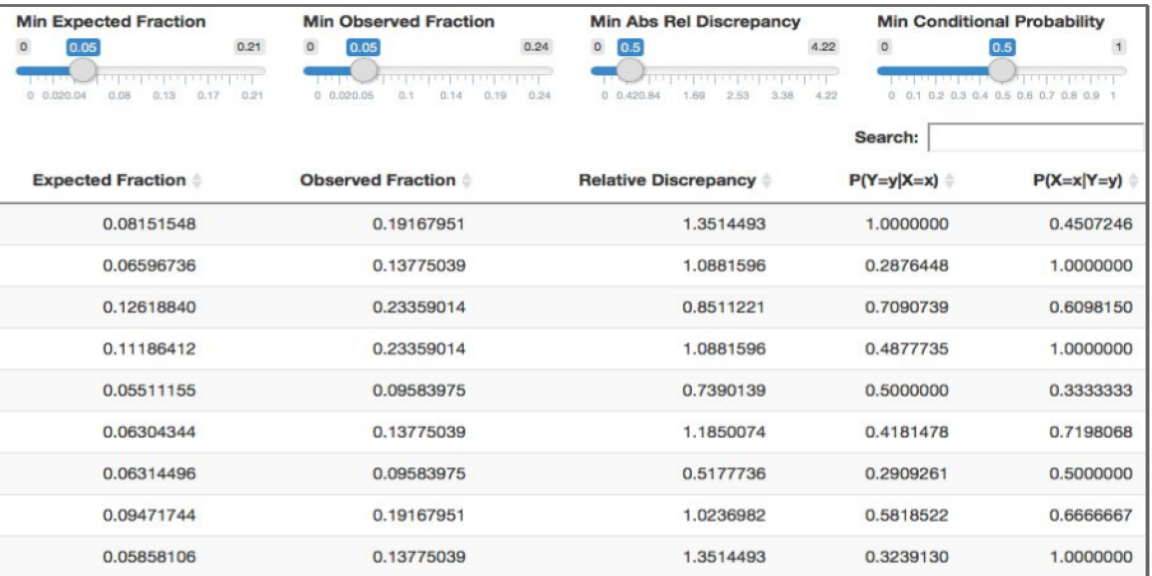 Min Expected Fraction Min Observed Fraction Min Abs Rel Discrepancy Min Conditional Probability
0 0.05 0.21 0 0.05 0.24 0 0.5 4.22 0 0.5 1
0 0.020.04 0.08 0.13 0.17 0.21 0 0.020.05 0.1 0.14 0.19 0.24 0 0.420.84 1.69 2.53 3.38 4.22 0 0.1 0.2 0.3 0.4 0.5 0.6 0.7 0.8 0.9 1
Search:
Expected Fraction Observed Fraction Relative Discrepancy P(Y=y|X=x) P(X=x|Y=y)
0.08151548 0.19167951 1.3514493 1.0000000 0.4507246
0.06596736 0.13775039 1.0881596 0.2876448 1.0000000
0.12618840 0.23359014 0.8511221 0.7090739 0.6098150
0.11186412 0.23359014 1.0881596 0.4877735 1.0000000
0.05511155 0.09583975 0.7390139 0.5000000 0.3333333
0.06304344 0.13775039 1.1850074 0.4181478 0.7198068
0.06314496 0.09583975 0.5177736 0.2909261 0.5000000
0.09471744 0.19167951 1.0236982 0.5818522 0.6666667
0.05858106 0.13775039 1.3514493 0.3239130 1.0000000